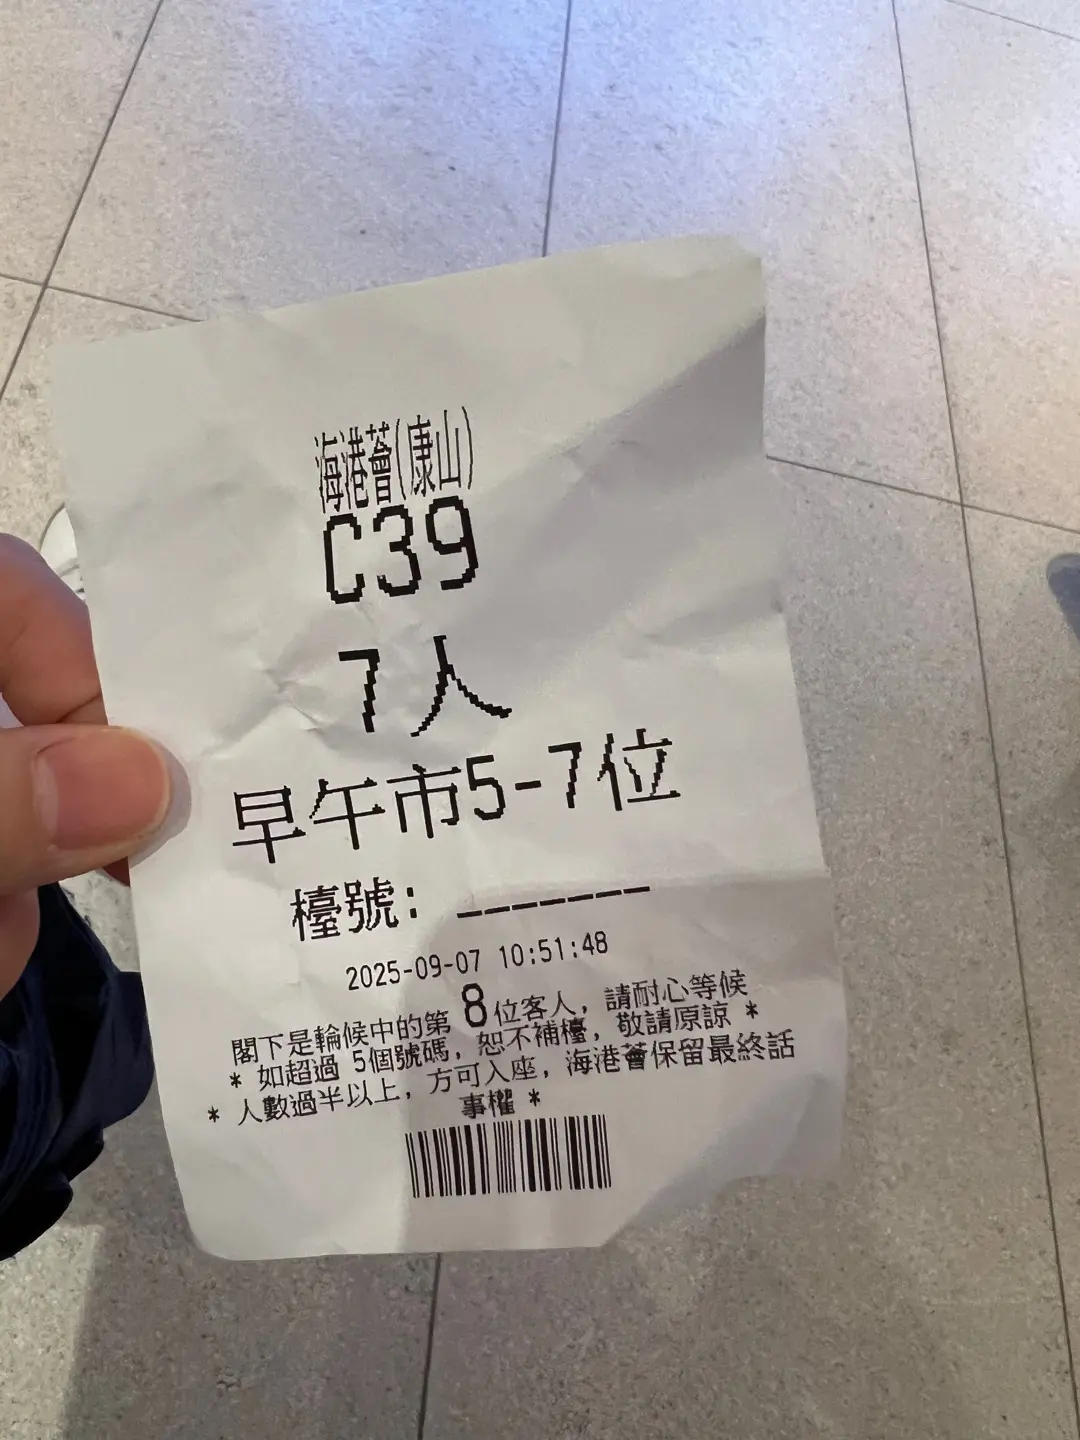 海港薈(康山)
C39
7人
早午市5-7位
檯號: _______
2025-09-07 10:51:48
閣下是輪候中的第 8 位客人, 請耐心等候
* 如超過 5個號碼, 恕不補檯, 敬請原諒 *
* 人數過半以上, 方可入座, 海港薈保留最終話
事權 *